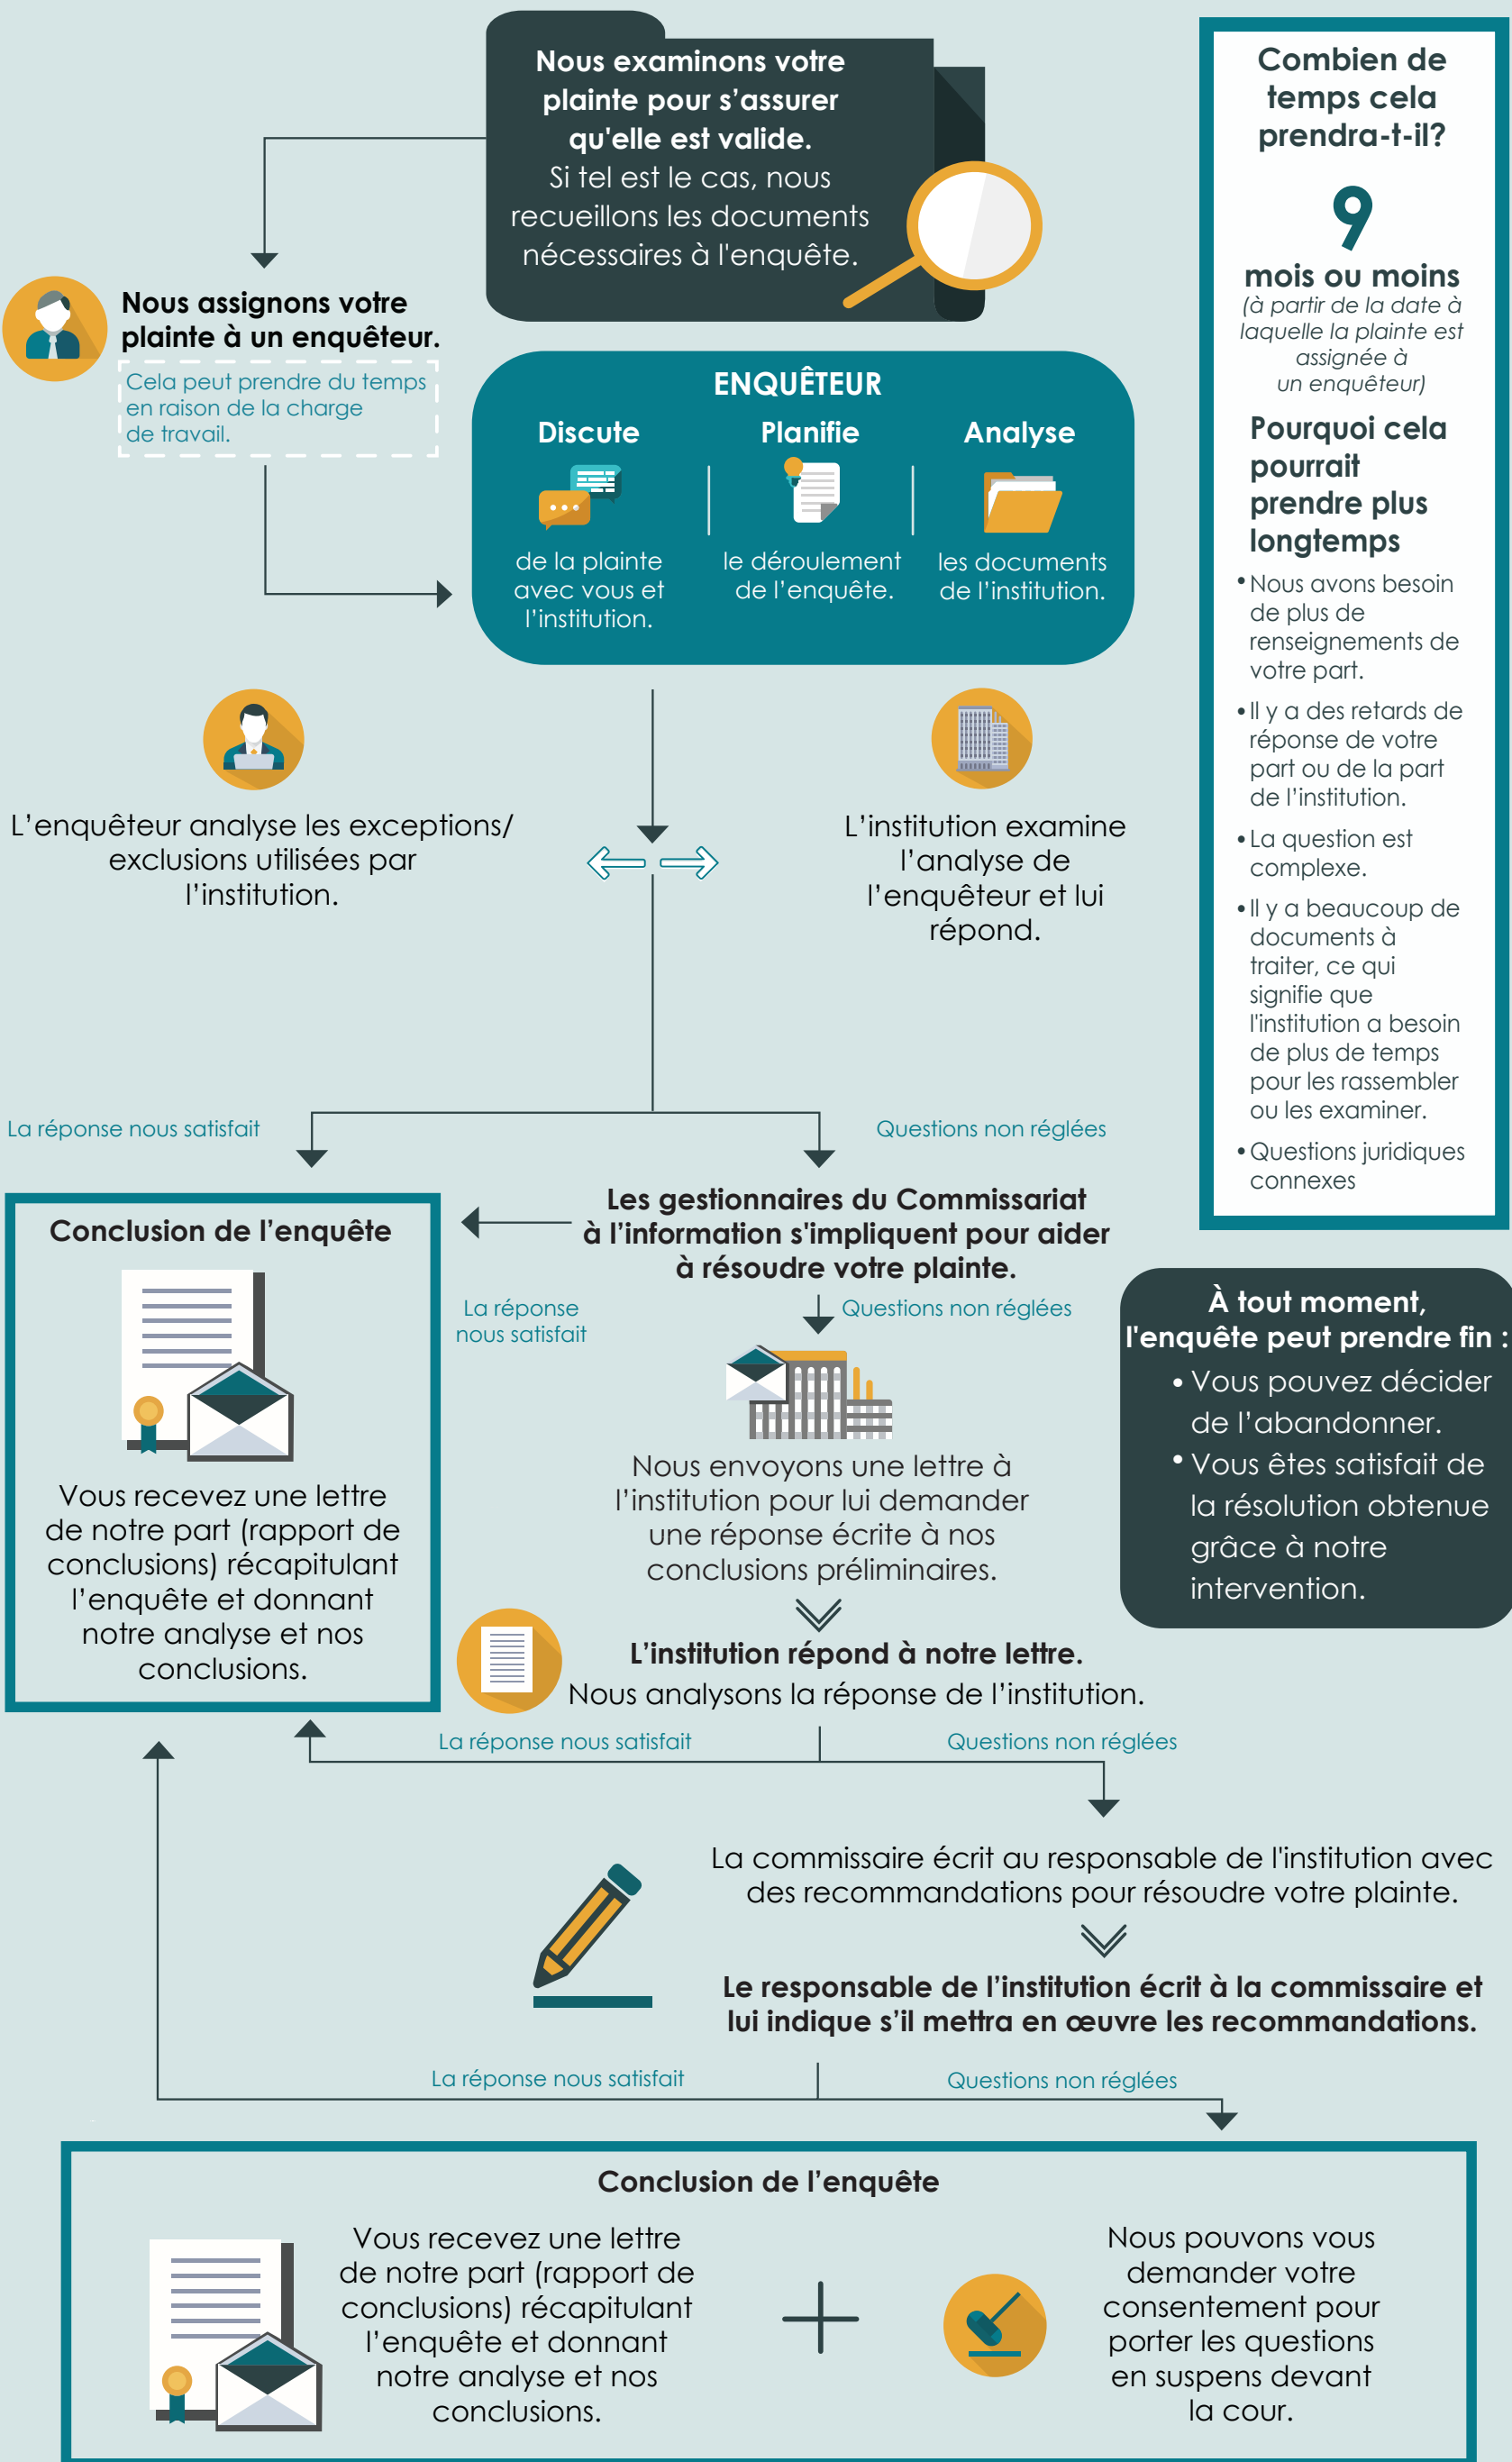 Nous examinons votre
plainte pour s'assurer
qu'elle est valide.
Si tel est le cas, nous
recueillons les documents
nécessaires à l'enquête.
Nous assignons votre
plainte à un enquêteur.
Cela peut prendre du temps
en raison de la charge
de travail.
ENQUÊTEUR
Discute
de la plainte
avec vous et
l'institution.
Planifie
le déroulement
de l'enquête.
Analyse
les documents
de l'institution.
L'enquêteur analyse les exceptions/
exclusions utilisées par
l'institution.
L'institution examine
l'analyse de
l'enquêteur et lui
répond.
La réponse nous satisfait
Questions non réglées
Conclusion de l'enquête
Vous recevez une lettre
de notre part (rapport de
conclusions) récapitulant
l'enquête et donnant
notre analyse et nos
conclusions.
Les gestionnaires du Commissariat
à l'information s'impliquent pour aider
à résoudre votre plainte.
La réponse
nous satisfait
Questions non réglées
Nous envoyons une lettre à
l'institution pour lui demander
une réponse écrite à nos
conclusions préliminaires.
L'institution répond à notre lettre.
Nous analysons la réponse de l'institution.
La réponse nous satisfait
Questions non réglées
La commissaire écrit au responsable de l'institution avec
des recommandations pour résoudre votre plainte.
Le responsable de l'institution écrit à la commissaire et
lui indique s'il mettra en œuvre les recommandations.
La réponse nous satisfait
Questions non réglées
Conclusion de l'enquête
Vous recevez une lettre
de notre part (rapport de
conclusions) récapitulant
l'enquête et donnant
notre analyse et nos
conclusions.
Nous pouvons vous
demander votre
consentement pour
porter les questions
en suspens devant
la cour.
Combien de
temps cela
prendra-t-il?
9
mois ou moins
(à partir de la date à
laquelle la plainte est
assignée à
un enquêteur)
Pourquoi cela
pourrait
prendre plus
longtemps
• Nous avons besoin
de plus de
renseignements de
votre part.
• Il y a des retards de
réponse de votre
part ou de la part
de l'institution.
• La question est
complexe.
• Il y a beaucoup de
documents à
traiter, ce qui
signifie que
l'institution a besoin
de plus de temps
pour les rassembler
ou les examiner.
• Questions juridiques
connexes
À tout moment,
l'enquête peut prendre fin :
• Vous pouvez décider
de l'abandonner.
• Vous êtes satisfait de
la résolution obtenue
grâce à notre
intervention.